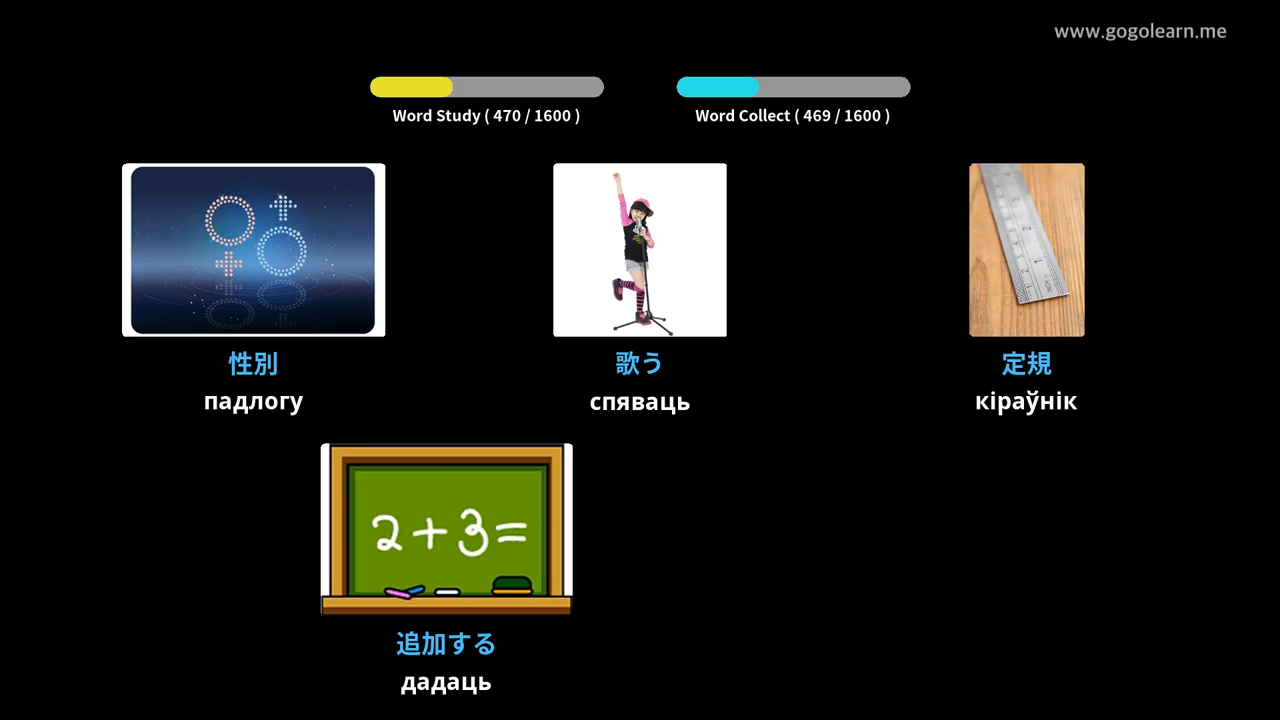 www.gogolearn.me
Word Study ( 470 / 1600 )
Word Collect ( 469 / 1600 )
性別
падлогу
歌う
спяваць
定規
кіраўнік
2+3=
追加する
дадаць